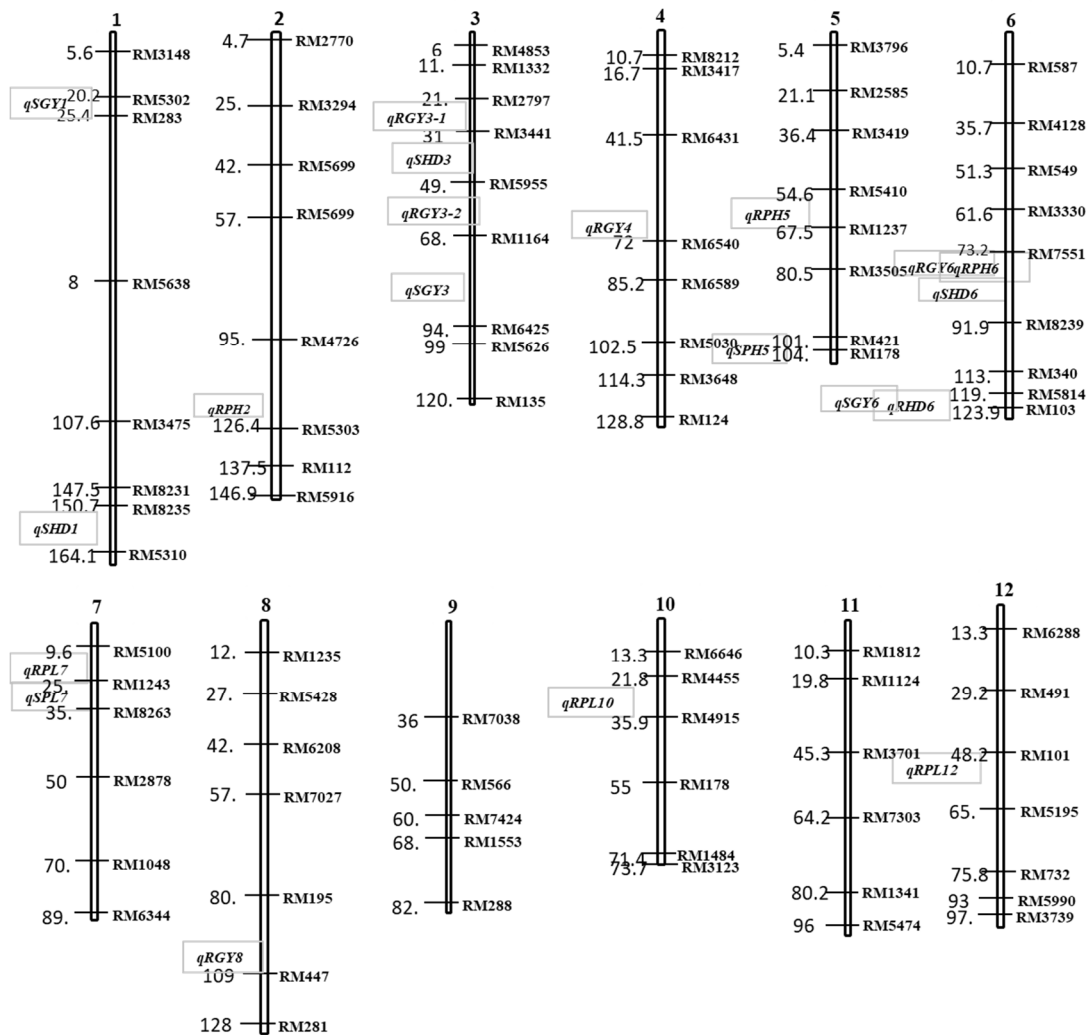 1
5.6 RM3148
qSGY1
20.2 RM5302
25.4 RM283
8 RM5638
107.6 RM3475
147.5 RM8231
150.7 RM8235
qSHD1
164.1 RM5310
2
4.7 RM2770
25. RM3294
42. RM5699
57. RM5699
95. RM4726
qRPH2
126.4 RM5303
137.5 RM112
146.9 RM5916
3
6 RM4853
11. RM1332
21. RM2797
qRGY3-1
31 RM3441
qSHD3
49. RM5955
qRGY3-2
68. RM1164
qSGY3
94. RM6425
99 RM5626
120. RM135
4
10.7 RM8212
16.7 RM3417
41.5 RM6431
qRGY4
72 RM6540
85.2 RM6589
102.5 RM5030
114.3 RM3648
128.8 RM124
5
5.4 RM3796
21.1 RM2585
36.4 RM3419
54.6 RM5410
qRPH5
67.5 RM1237
80.5 RM3505
101. RM421
qSPH5
104. RM178
6
10.7 RM587
35.7 RM4128
51.3 RM549
61.6 RM3330
73.2 RM7551
qRGY6 qRPH6
qSHD6
91.9 RM8239
113. RM340
119. RM5814
qSGY6 qRHD6
123.9 RM103
7
9.6 RM5100
qRPL7
25. RM1243
qSPL7
35. RM8263
50 RM2878
70. RM1048
89. RM6344
8
12. RM1235
27. RM5428
42. RM6208
57. RM7027
80. RM195
qRGY8
109 RM447
128 RM281
9
36 RM7038
50. RM566
60. RM7424
68. RM1553
82. RM288
10
13.3 RM6646
21.8 RM4455
qRPL10
35.9 RM4915
55 RM178
71.4 RM1484
73.7 RM3123
11
10.3 RM1812
19.8 RM1124
45.3 RM3701
64.2 RM7303
80.2 RM1341
96 RM5474
12
13.3 RM6288
29.2 RM491
48.2 RM101
qRPL12
65. RM5195
75.8 RM732
93 RM5990
97. RM3739